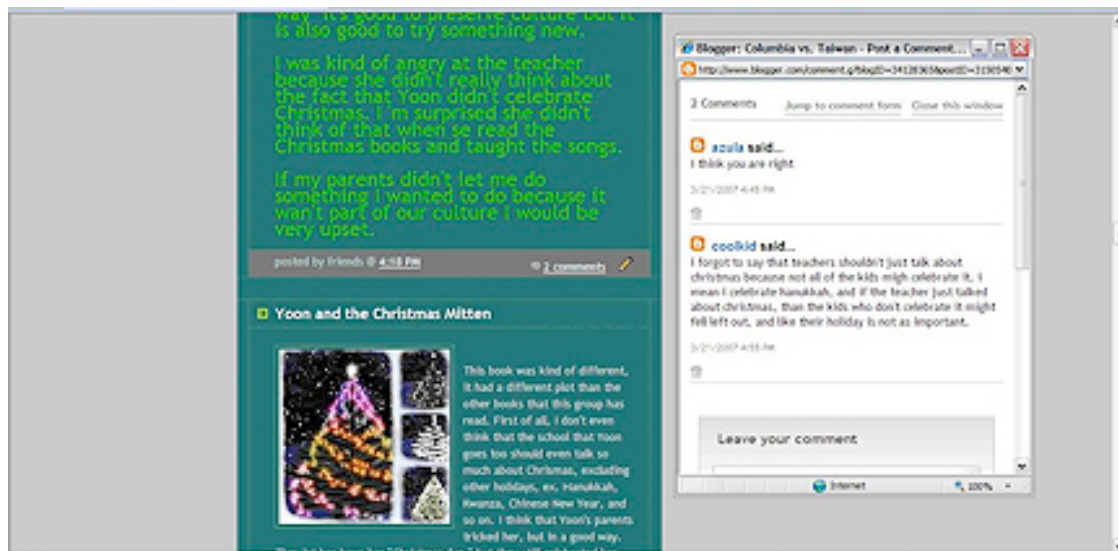 way it's good to preserve culture but it
is also good to try something new.
I was kind of angry at the teacher
because she didn't really think about
the fact that Yoon didn't celebrate
Christmas. I'm surprised she didn't
think of that when se read the
Christmas books and taught the songs.
If my parents didn't let me do
something I wanted to do because it
wan't part of our culture I would be
very upset.
posted by friends @ 4:18 PM
2 comments
Yoon and the Christmas Mitten
This book was kind of different.
It had a different plot than the
other books that this group has
read. First of all, I don't even
think that the school that Yoon
goes too should even talk so
much about Chrismas, excluding
other holidays, ex. Hanukkah,
Kwanza, Chinese New Year, and
so on. I think that Yoon's parents
tricked her, but in a good way.
Blogger: Columbia vs. Taiwan - Post a Comment...
2 Comments Jump to comment form Close this window
azula said...
I think you are right
3/21/2007 4:45 PM
coolkid said...
I forgot to say that teachers shouldn't just talk about
christmas because not all of the kids migh celebrate it. I
mean I celebrate hanukkah, and if the teacher just talked
about christmas, than the kids who don't celebrate it might
fell left out, and like their holiday is not as important.
3/21/2007 4:55 PM
Leave your comment
Internet 100%